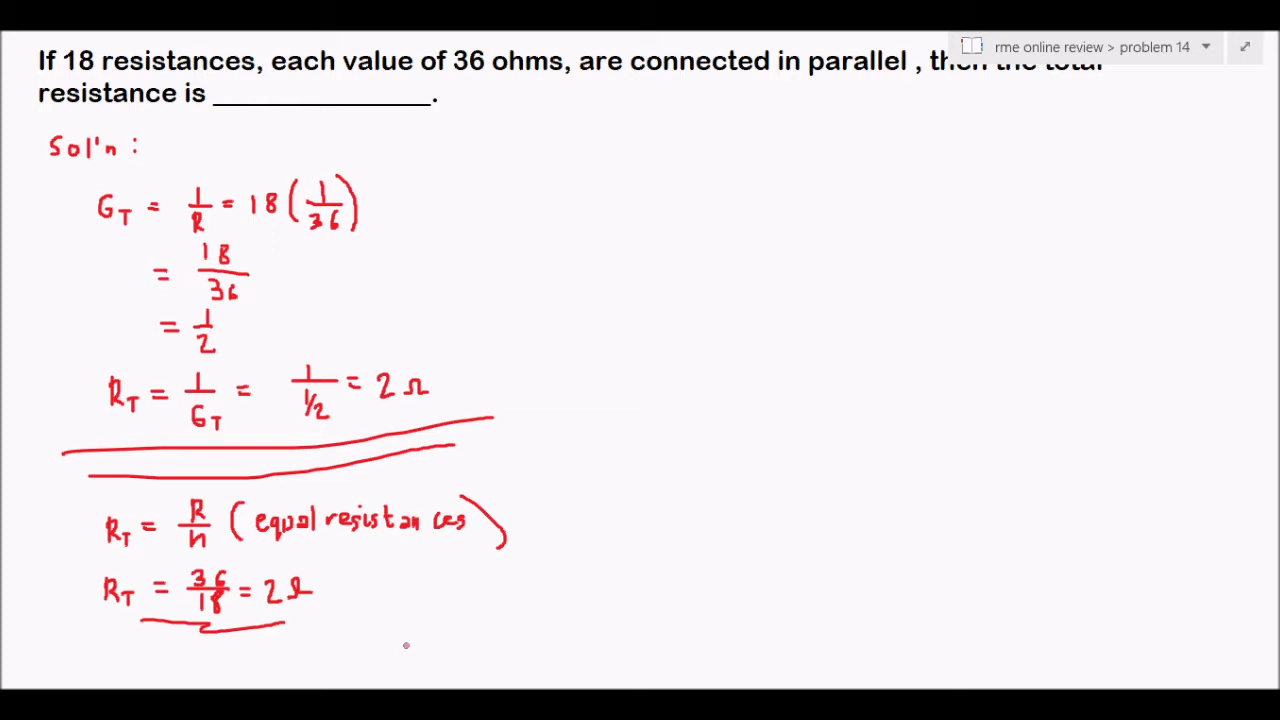 rme online review > problem 14
If 18 resistances, each value of 36 ohms, are connected in parallel , then the total
resistance is ________________.
Sol'n :
G_T = 1/R = 18 (1/36)
= 18/36
= 1/2
R_T = 1/G_T = 1/(1/2) = 2 Ω
R_T = R/n (equal resistances)
R_T = 36/18 = 2 Ω